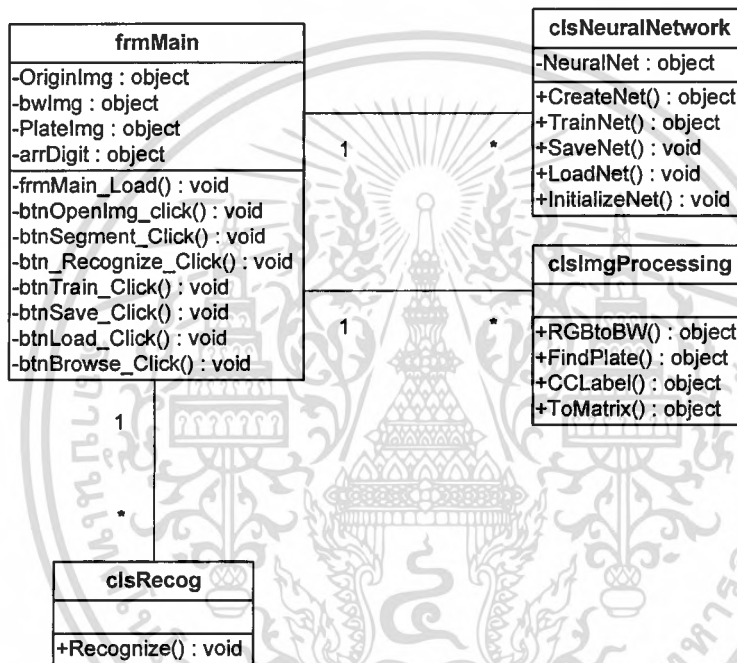 frmMain
-OriginImg : object
-bwImg : object
-PlateImg : object
-arrDigit : object
-frmMain_Load() : void
-btnOpenImg_click() : void
-btnSegment_Click() : void
-btn_Recognize_Click() : void
-btnTrain_Click() : void
-btnSave_Click() : void
-btnLoad_Click() : void
-btnBrowse_Click() : void
clsNeuralNetwork
-NeuralNet : object
+CreateNet() : object
+TrainNet() : object
+SaveNet() : void
+LoadNet() : void
+InitializeNet() : void
1 *
clsImgProcessing
+RGBtoBW() : object
+FindPlate() : object
+CCLabel() : object
+ToMatrix() : object
1 *
1
*
clsRecog
+Recognize() : void